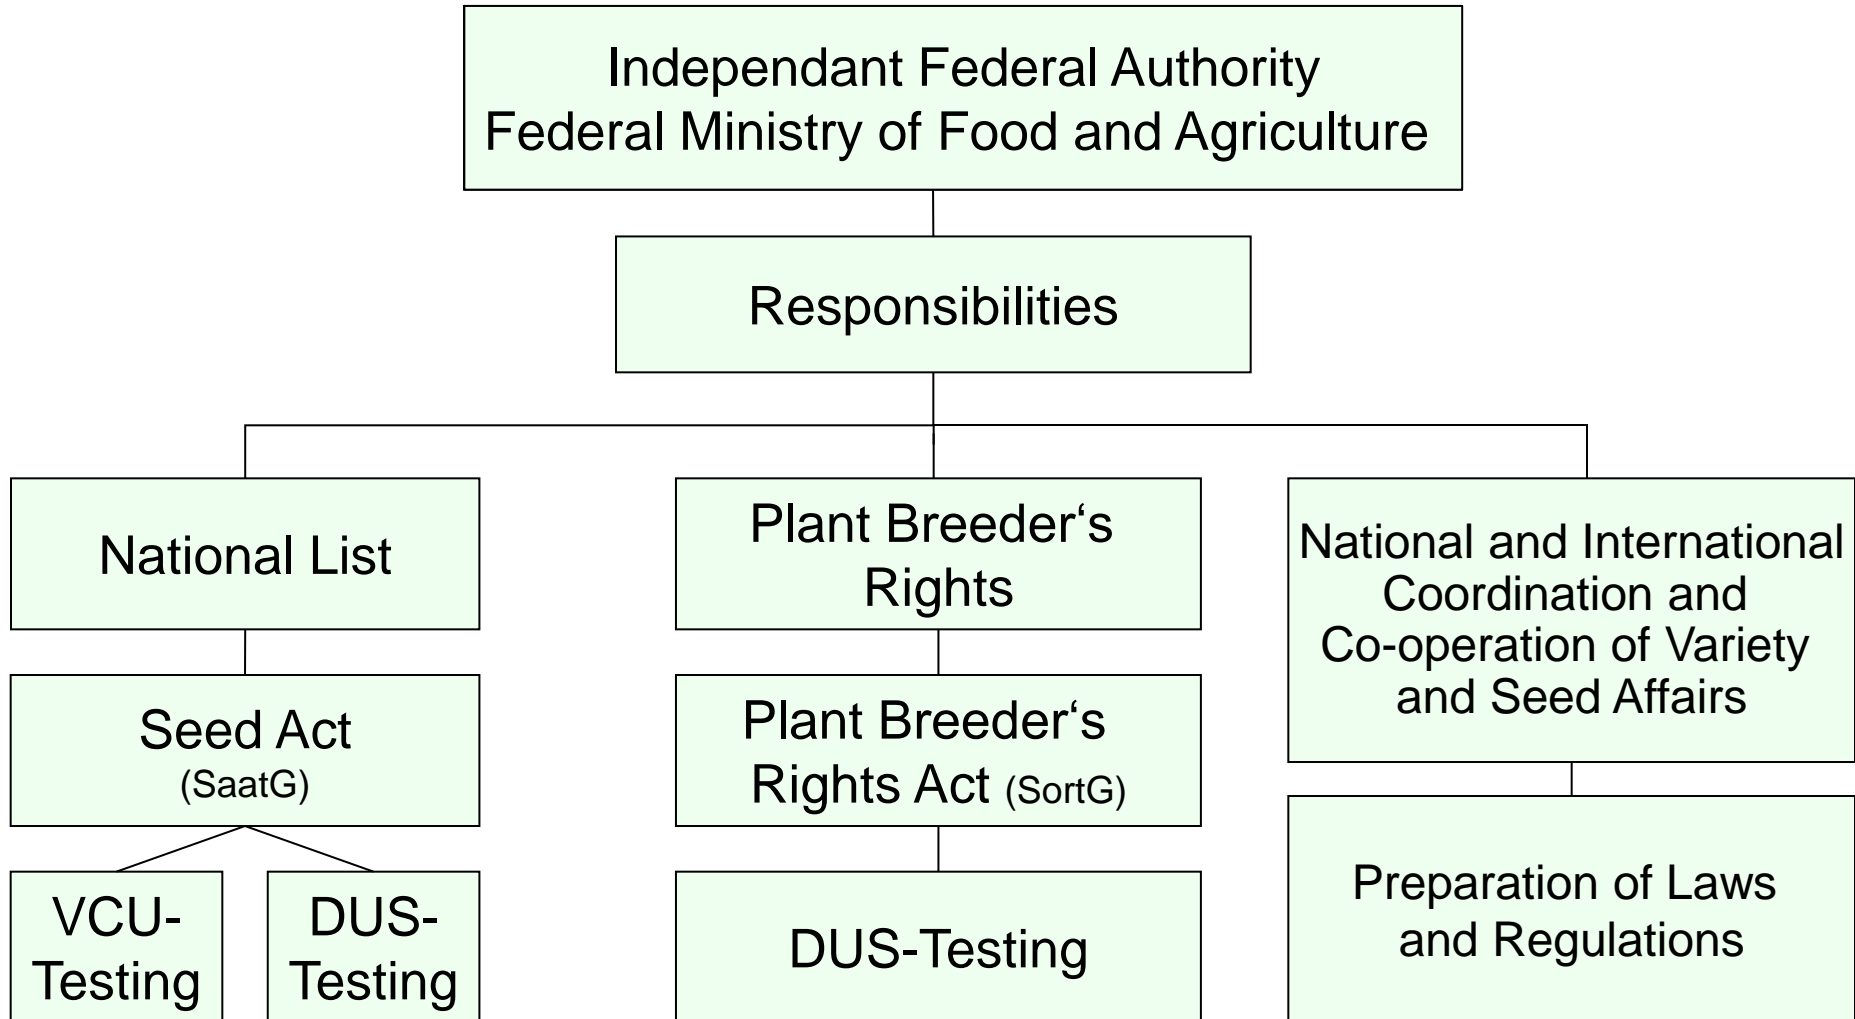 Independant Federal Authority
Federal Ministry of Food and Agriculture
Responsibilities
National List
Plant Breeder‘s
Rights
National and International
Coordination and
Co-operation of Variety
and Seed Affairs
Seed Act
(SaatG)
Plant Breeder‘s
Rights Act (SortG)
Preparation of Laws
and Regulations
VCU-
Testing
DUS-
Testing
DUS-Testing